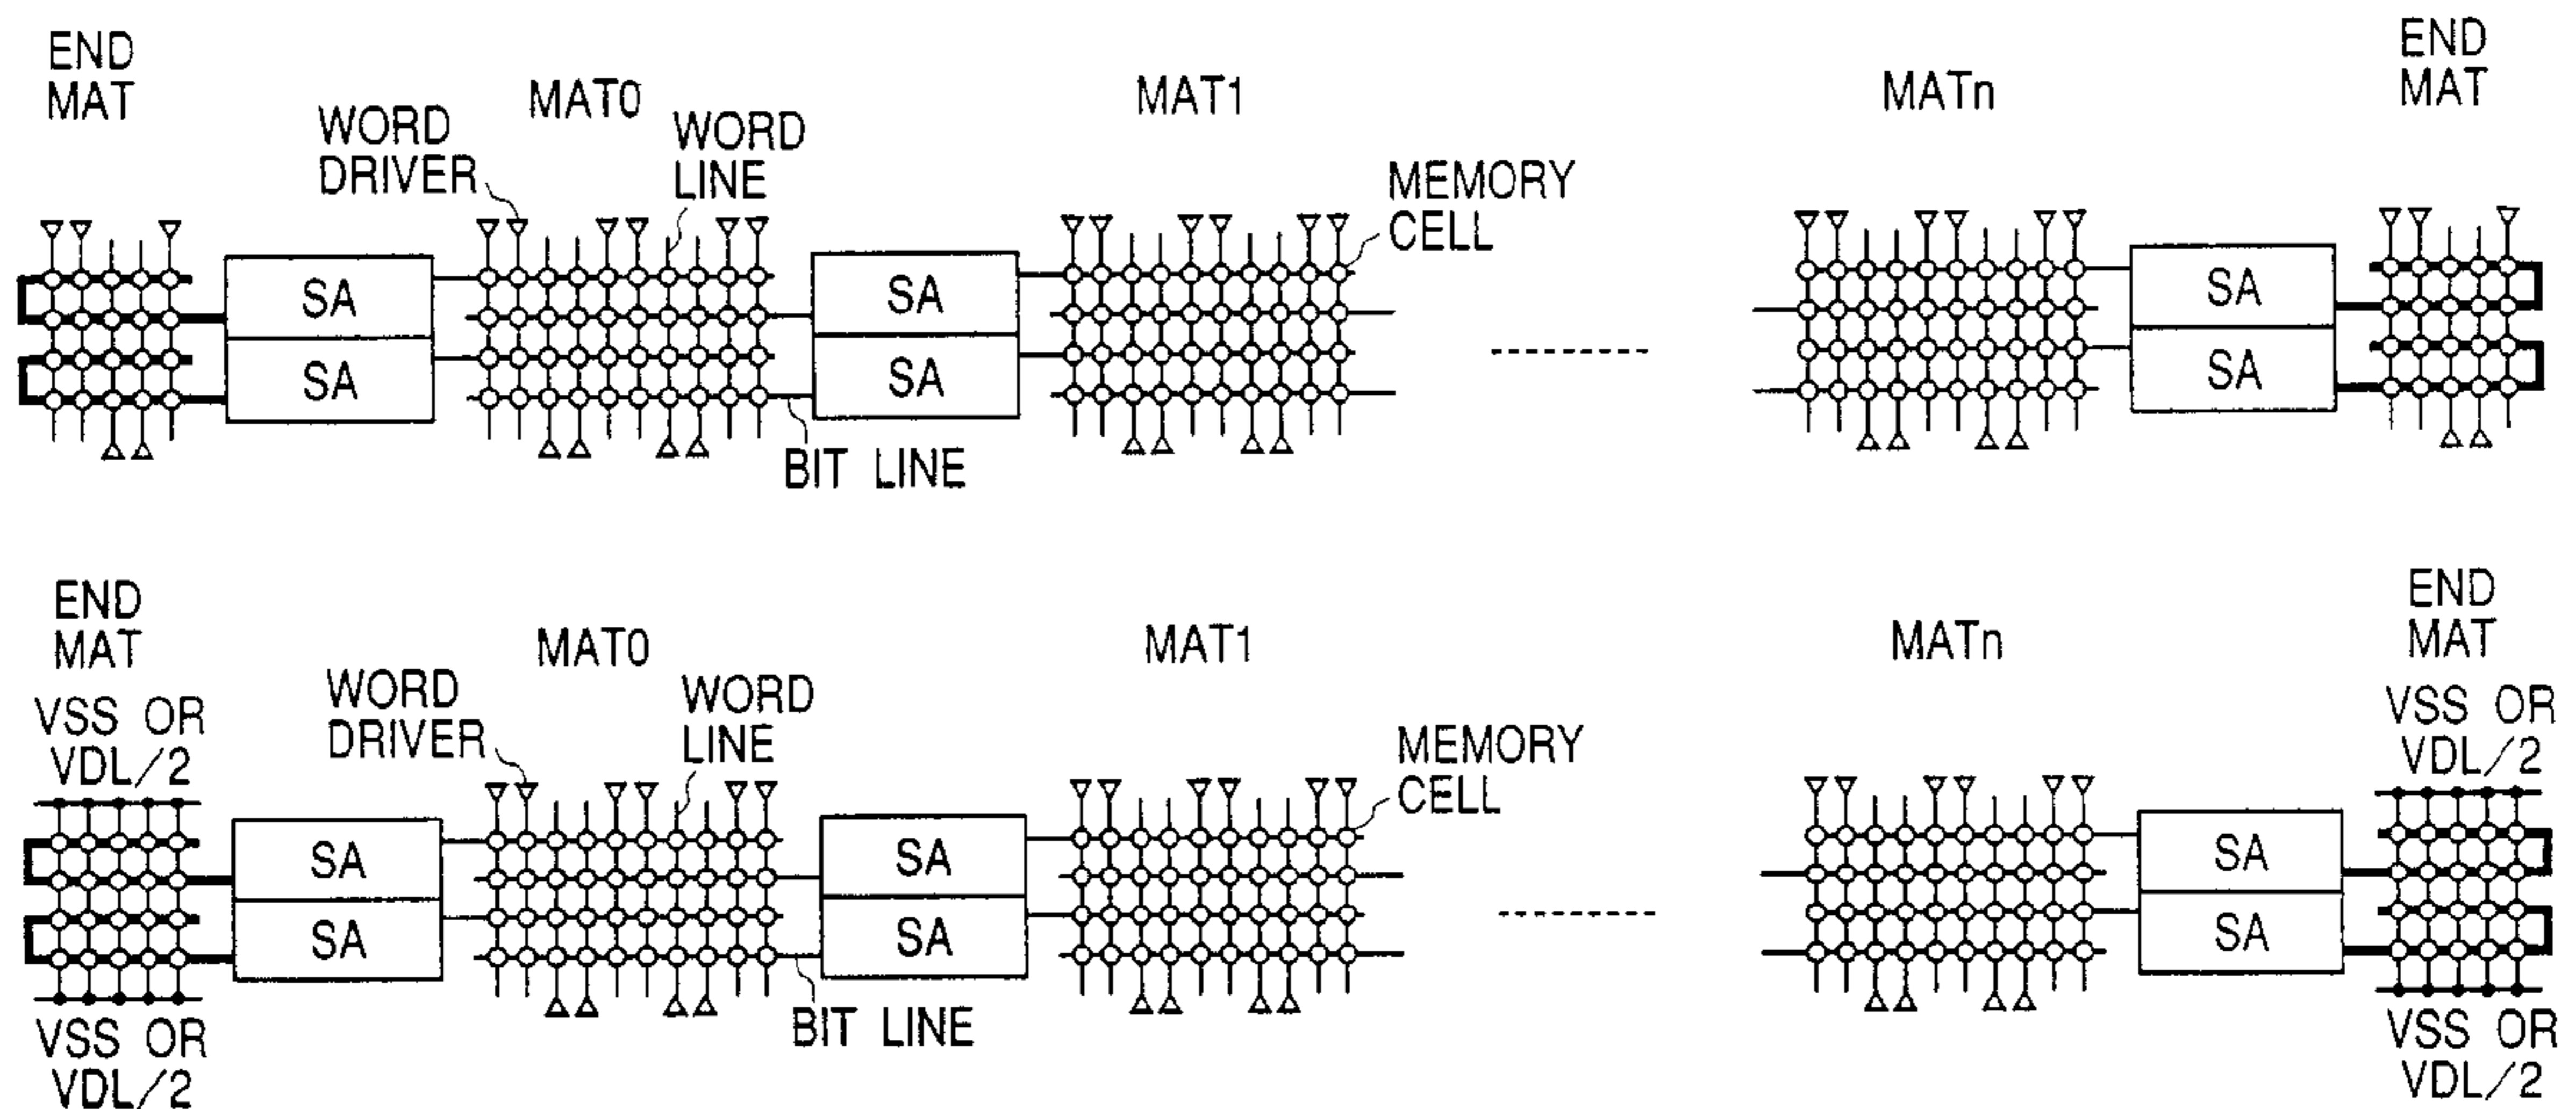 END
MAT
WORD
DRIVER
MAT0
WORD
LINE
MAT1
MEMORY
CELL
MATn
END
MAT
SA
SA
SA
SA
SA
SA
BIT LINE
END
MAT
VSS OR
VDL/2
WORD
DRIVER
MAT0
WORD
LINE
MAT1
MEMORY
CELL
MATn
END
MAT
VSS OR
VDL/2
SA
SA
SA
SA
SA
SA
VSS OR
VDL/2
BIT LINE
VSS OR
VDL/2